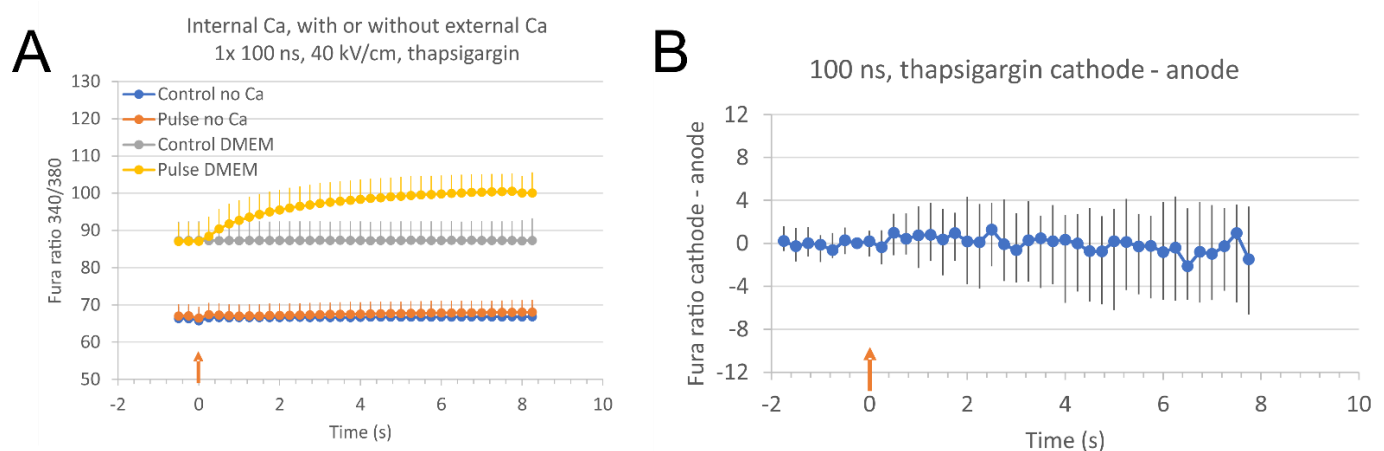 A
Internal Ca, with or without external Ca
1x 100 ns, 40 kV/cm, thapsigargin
Fura ratio 340/380
130
120
110
100
90
80
70
60
50
Control no Ca
Pulse no Ca
Control DMEM
Pulse DMEM
-2
0
2
4
6
8
10
Time (s)
B
100 ns, thapsigargin cathode - anode
Fura ratio cathode - anode
12
8
4
0
-4
-8
-12
-2
0
2
4
6
8
10
Time (s)